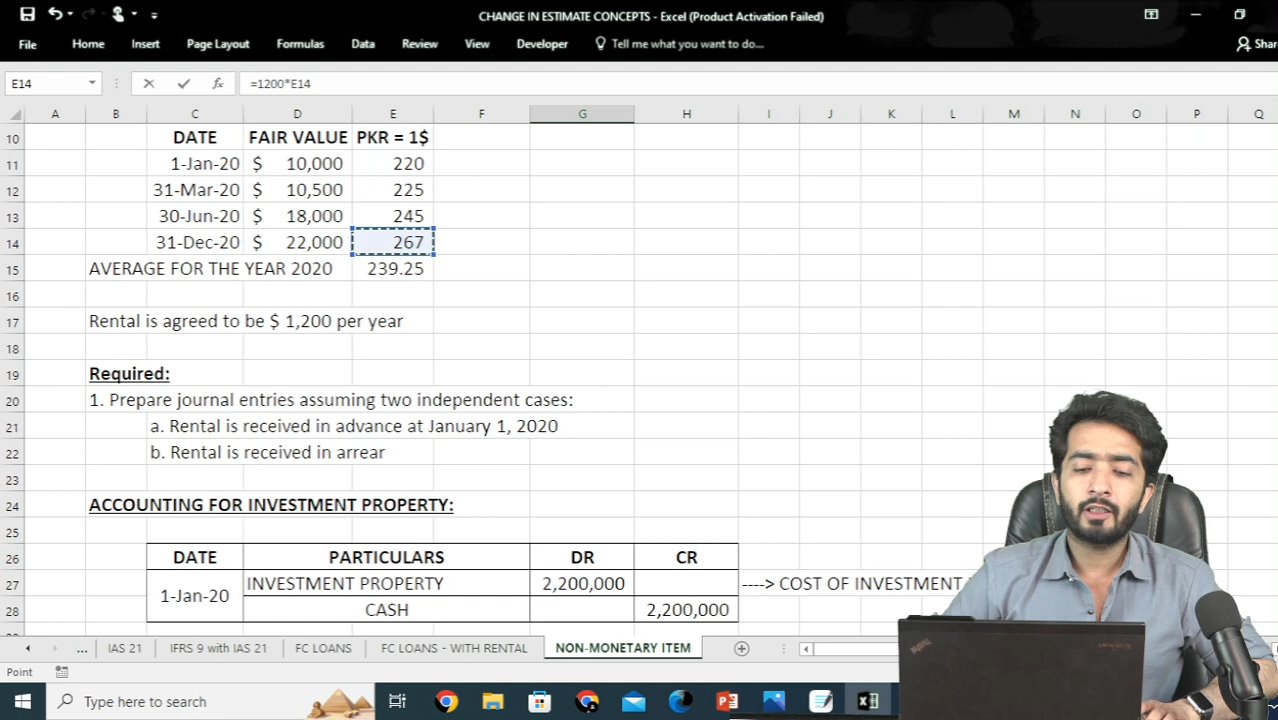 CHANGE IN ESTIMATE CONCEPTS - Excel (Product Activation Failed)
File Home Insert Page Layout Formulas Data Review View Developer Tell me what you want to do... Shar
E14 fx =1200*E14
A B C D E F G H I J K L M N O P Q
10 DATE FAIR VALUE PKR = 1$
11 1-Jan-20 $ 10,000 220
12 31-Mar-20 $ 10,500 225
13 30-Jun-20 $ 18,000 245
14 31-Dec-20 $ 22,000 267
15 AVERAGE FOR THE YEAR 2020 239.25
16
17 Rental is agreed to be $ 1,200 per year
18
19 Required:
20 1. Prepare journal entries assuming two independent cases:
21 a. Rental is received in advance at January 1, 2020
22 b. Rental is received in arrear
23
24 ACCOUNTING FOR INVESTMENT PROPERTY:
25
26 DATE PARTICULARS DR CR
27 INVESTMENT PROPERTY 2,200,000 ----> COST OF INVESTMENT
1-Jan-20
28 CASH 2,200,000
... IAS 21 IFRS 9 with IAS 21 FC LOANS FC LOANS - WITH RENTAL NON-MONETARY ITEM
Point
Type here to search